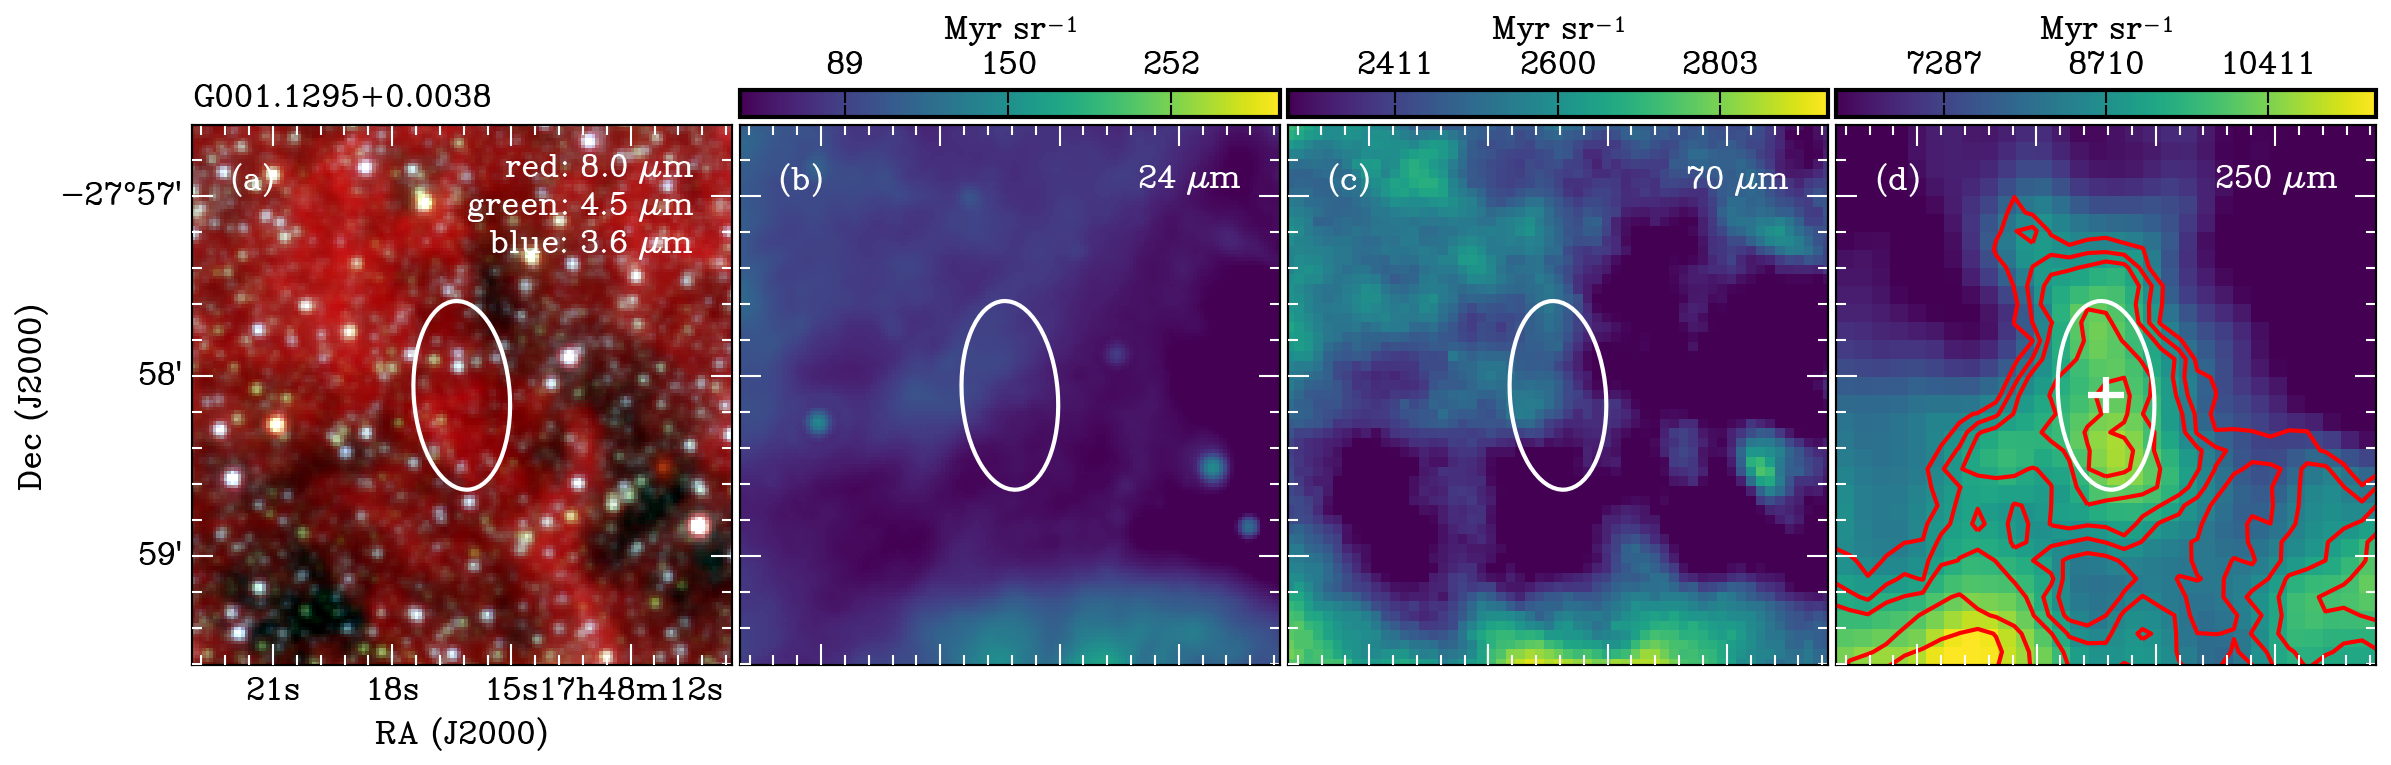 Myr sr⁻¹ Myr sr⁻¹ Myr sr⁻¹
89 150 252 2411 2600 2803 7287 8710 10411
G001.1295+0.0038
(a) red: 8.0 μm
green: 4.5 μm
blue: 3.6 μm
(b) 24 μm
(c) 70 μm
(d) 250 μm
−27°57'
58'
59'
Dec (J2000)
21s 18s 15s17h48m12s
RA (J2000)